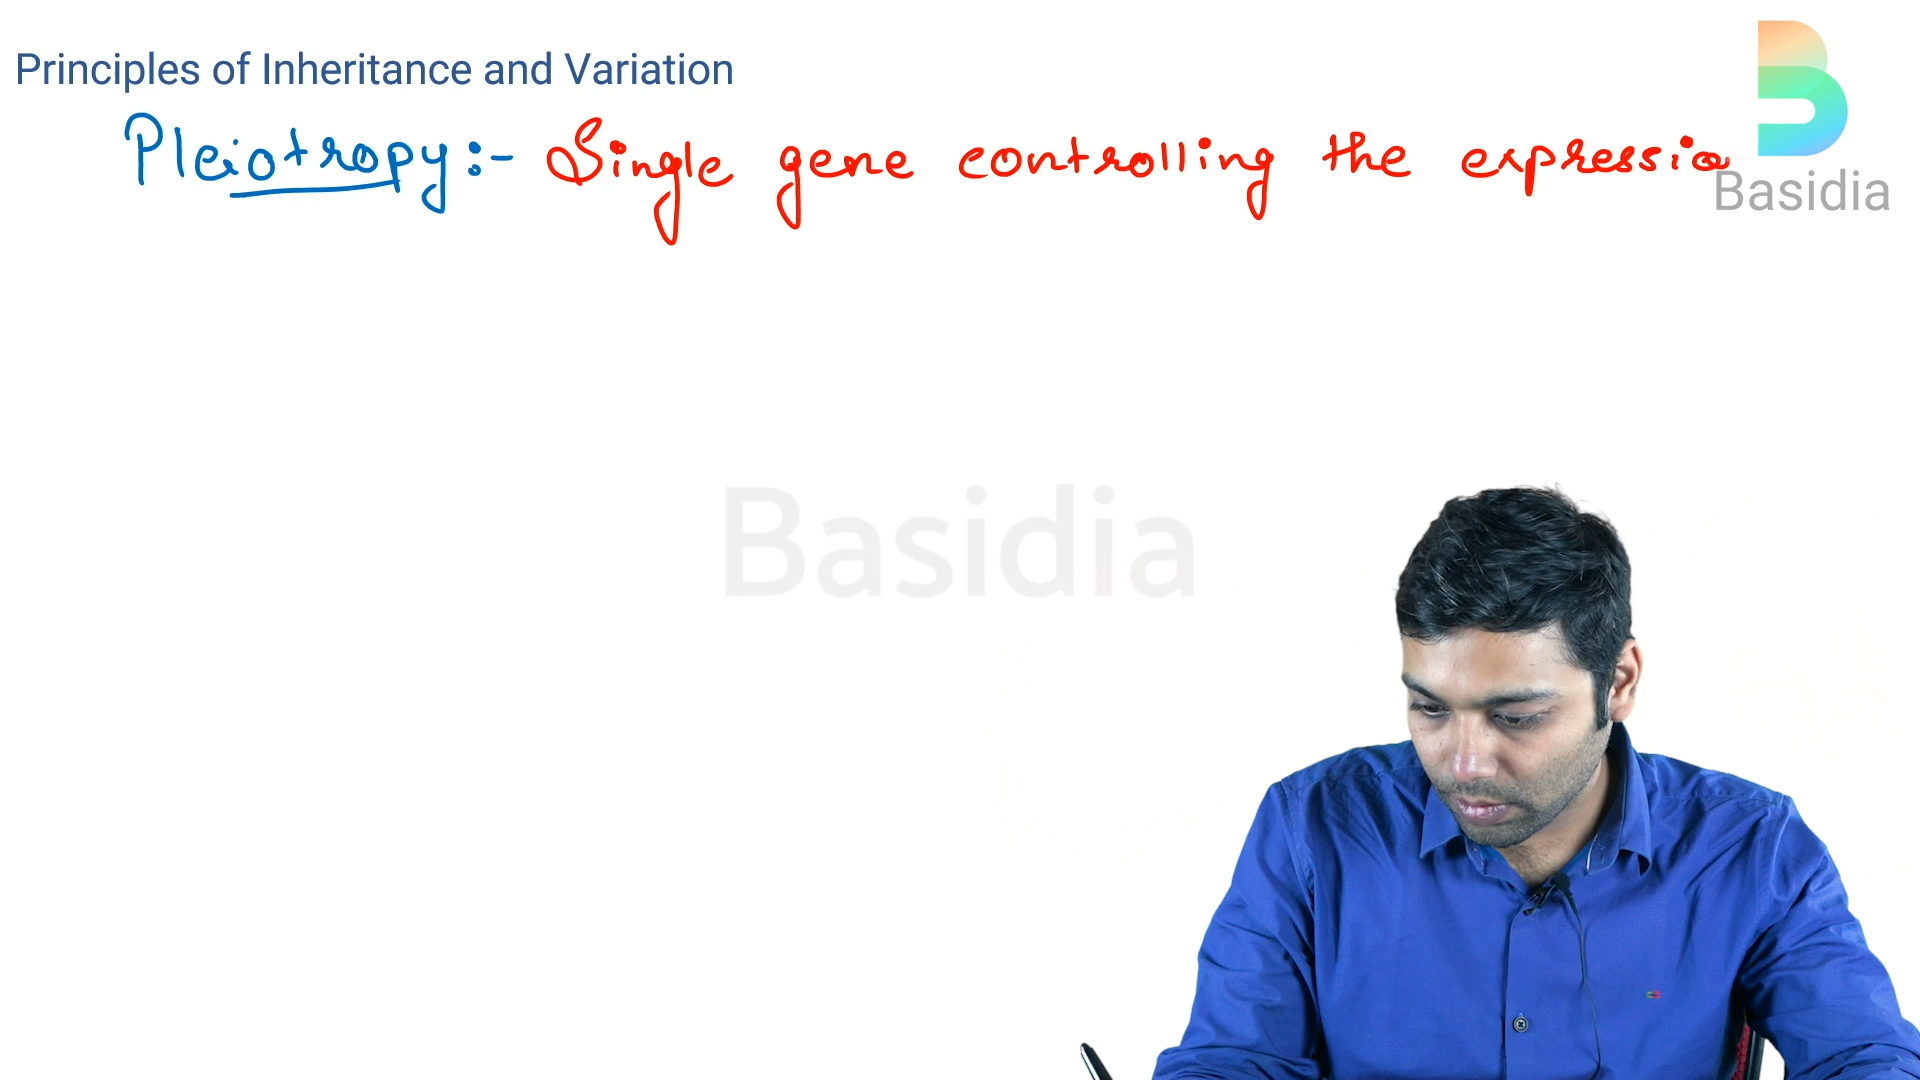 Principles of Inheritance and Variation
Pleiotropy:- Single gene controlling the expressio
Basidia
Basidia